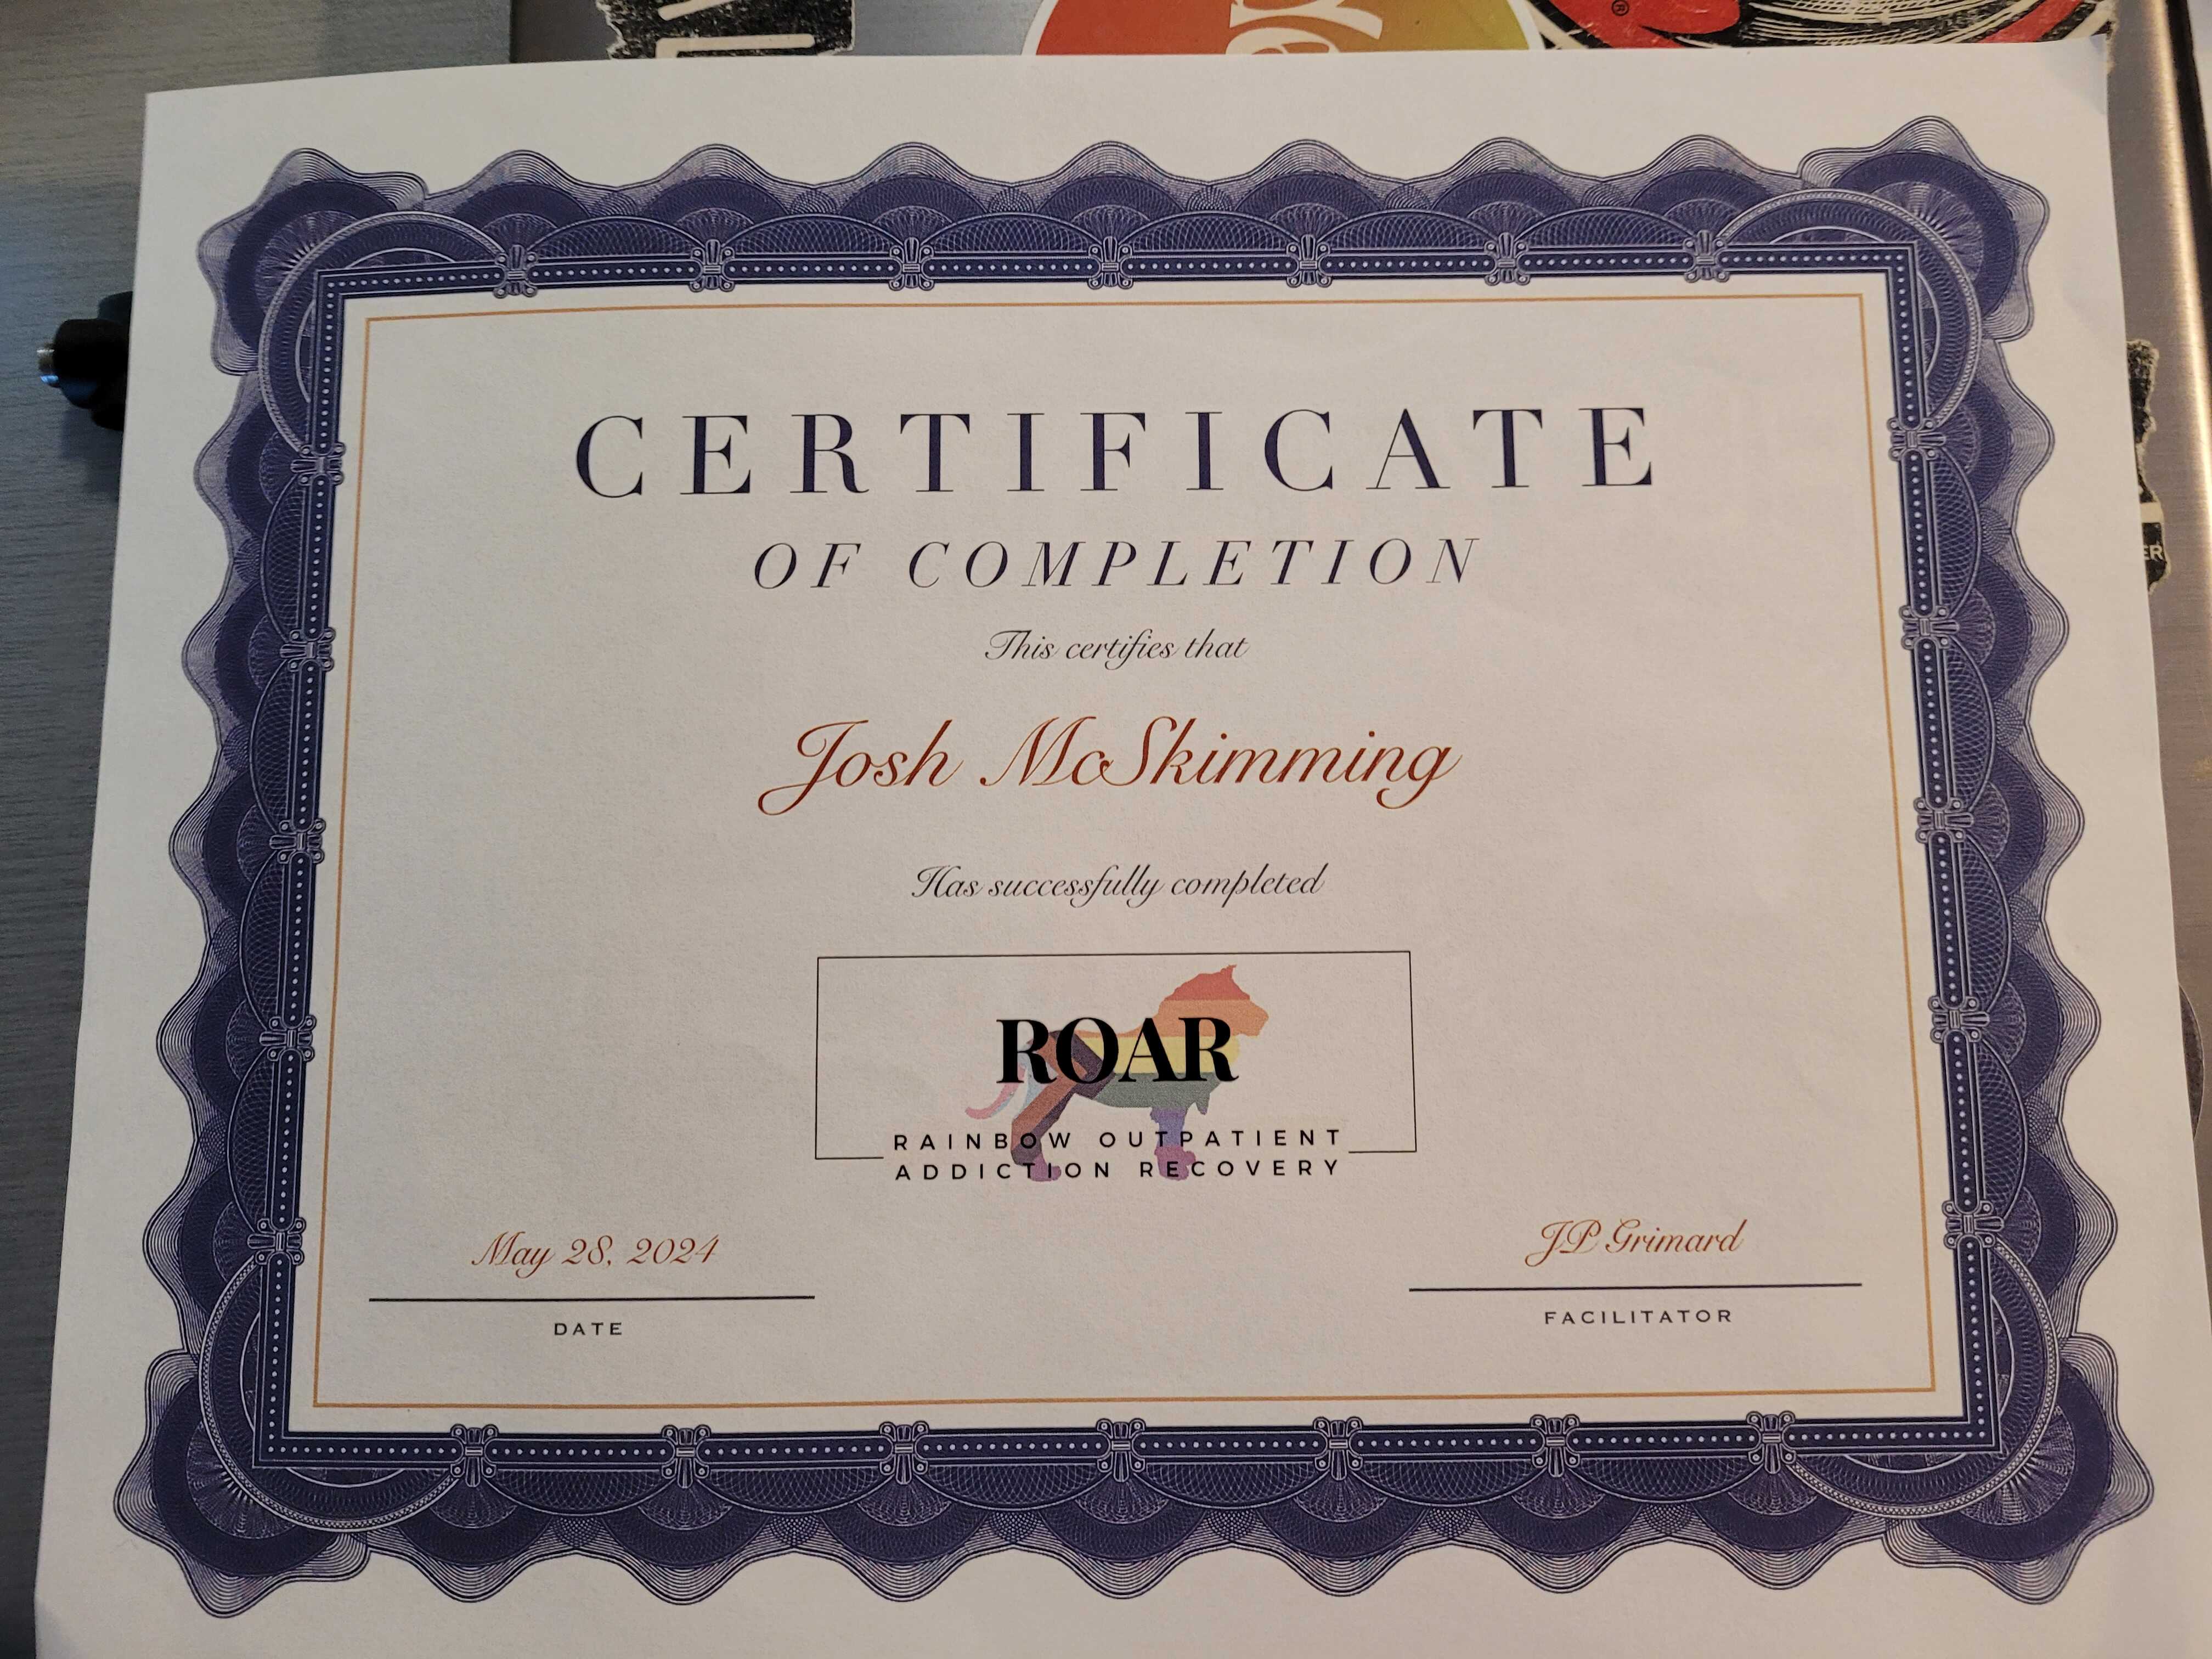 CERTIFICATE
OF COMPLETION
This certifies that
Josh McSkimming
Has successfully completed
ROAR
RAINBOW OUTPATIENT
ADDICTION RECOVERY
May 28, 2024
DATE
JP Grimard
FACILITATOR